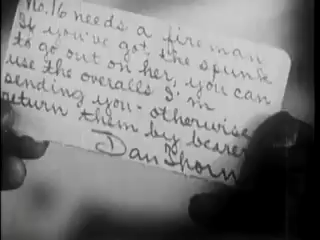 No. 16 needs a fireman
If you've got the spunk
to go out on her, you can
use the overalls I'm
sending you - otherwise
return them by bearer
Dan Thorn